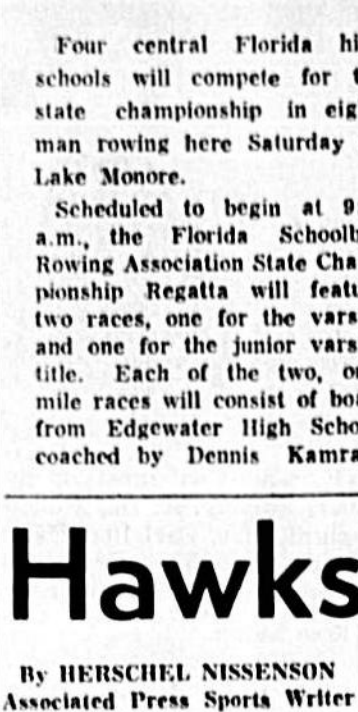 Four central Florida hi
schools will compete for t
state championship in eig
man rowing here Saturday
Lake Monore.
Scheduled to begin at 9
a.m., the Florida Schoolb
Rowing Association State Cha
pionship Regatta will featu
two races, one for the vars
and one for the junior vars
title. Each of the two, o
mile races will consist of boa
from Edgewater High Scho
coached by Dennis Kamra
Hawks
By HERSCHEL NISSENSON
Associated Press Sports Writer